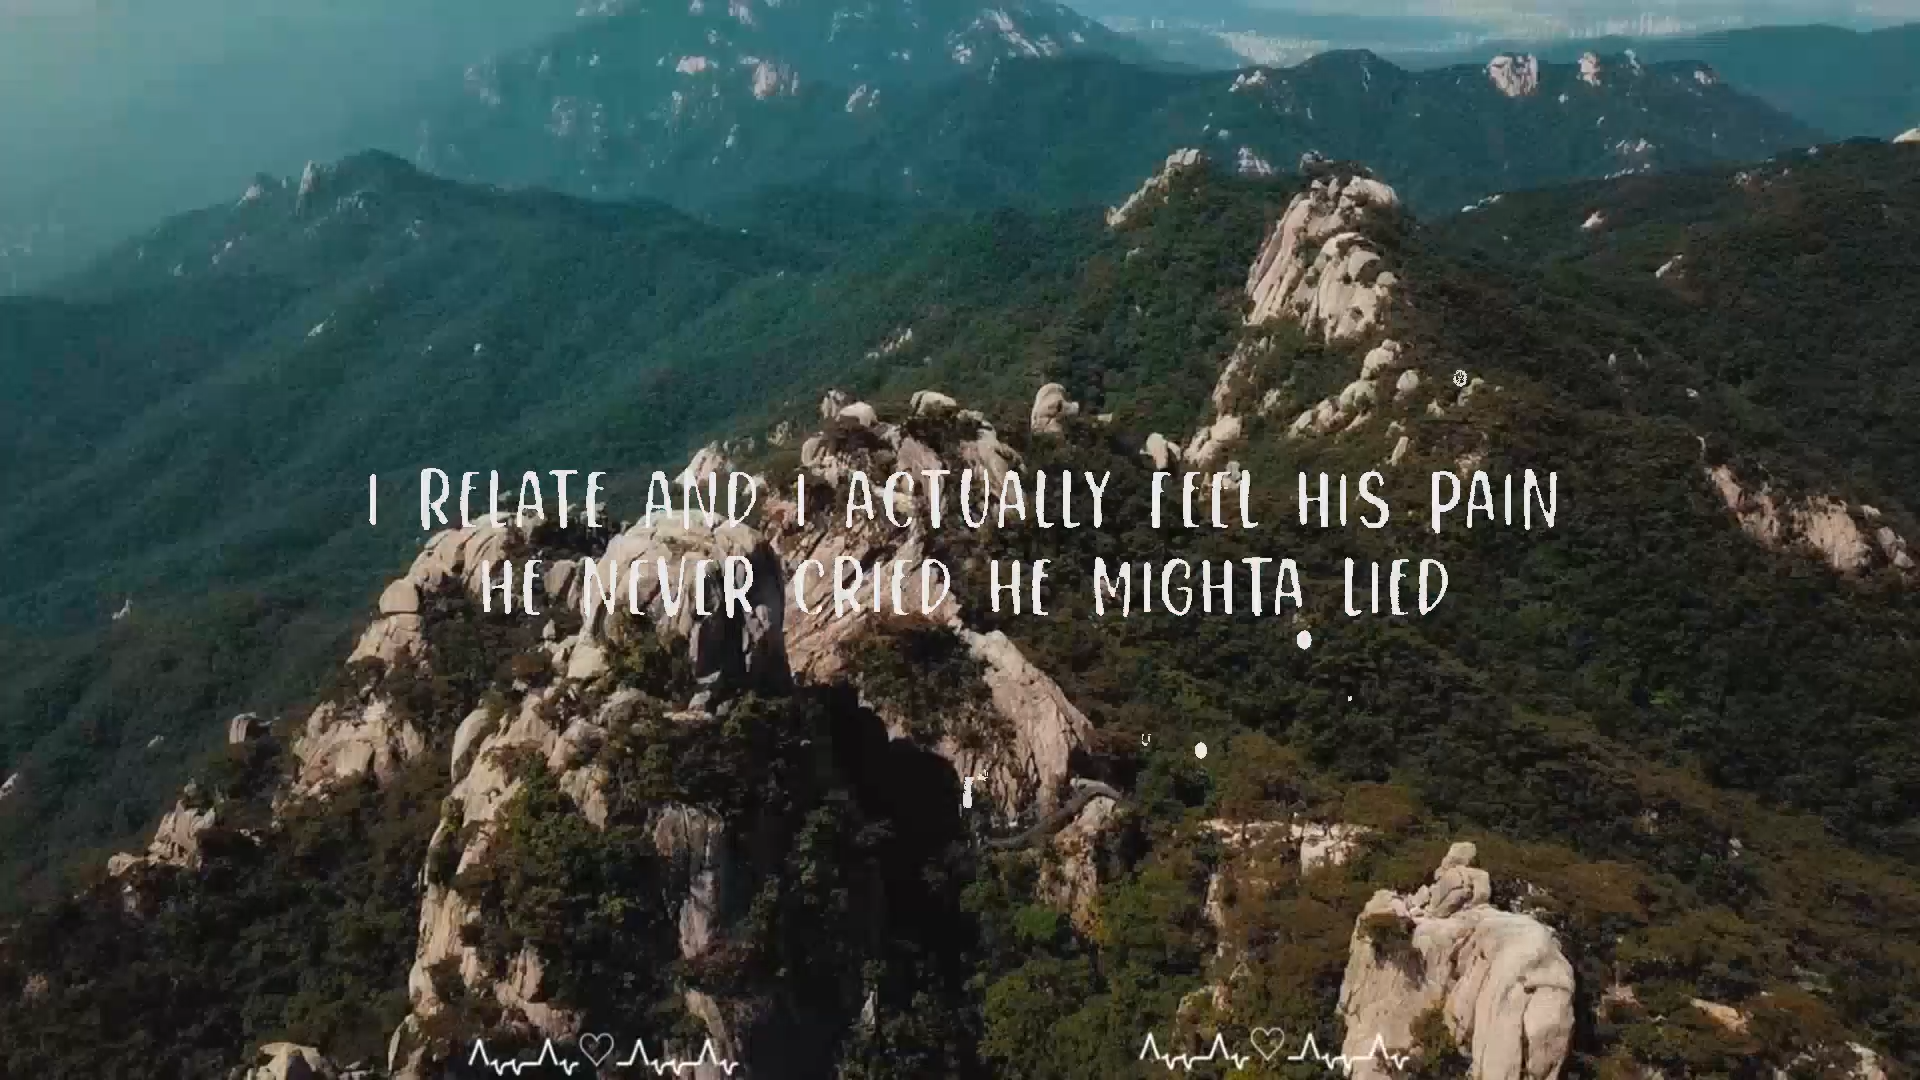 I RELATE AND I ACTUALLY FEEL HIS PAIN
HE NEVER CRIED HE MIGHTA LIED